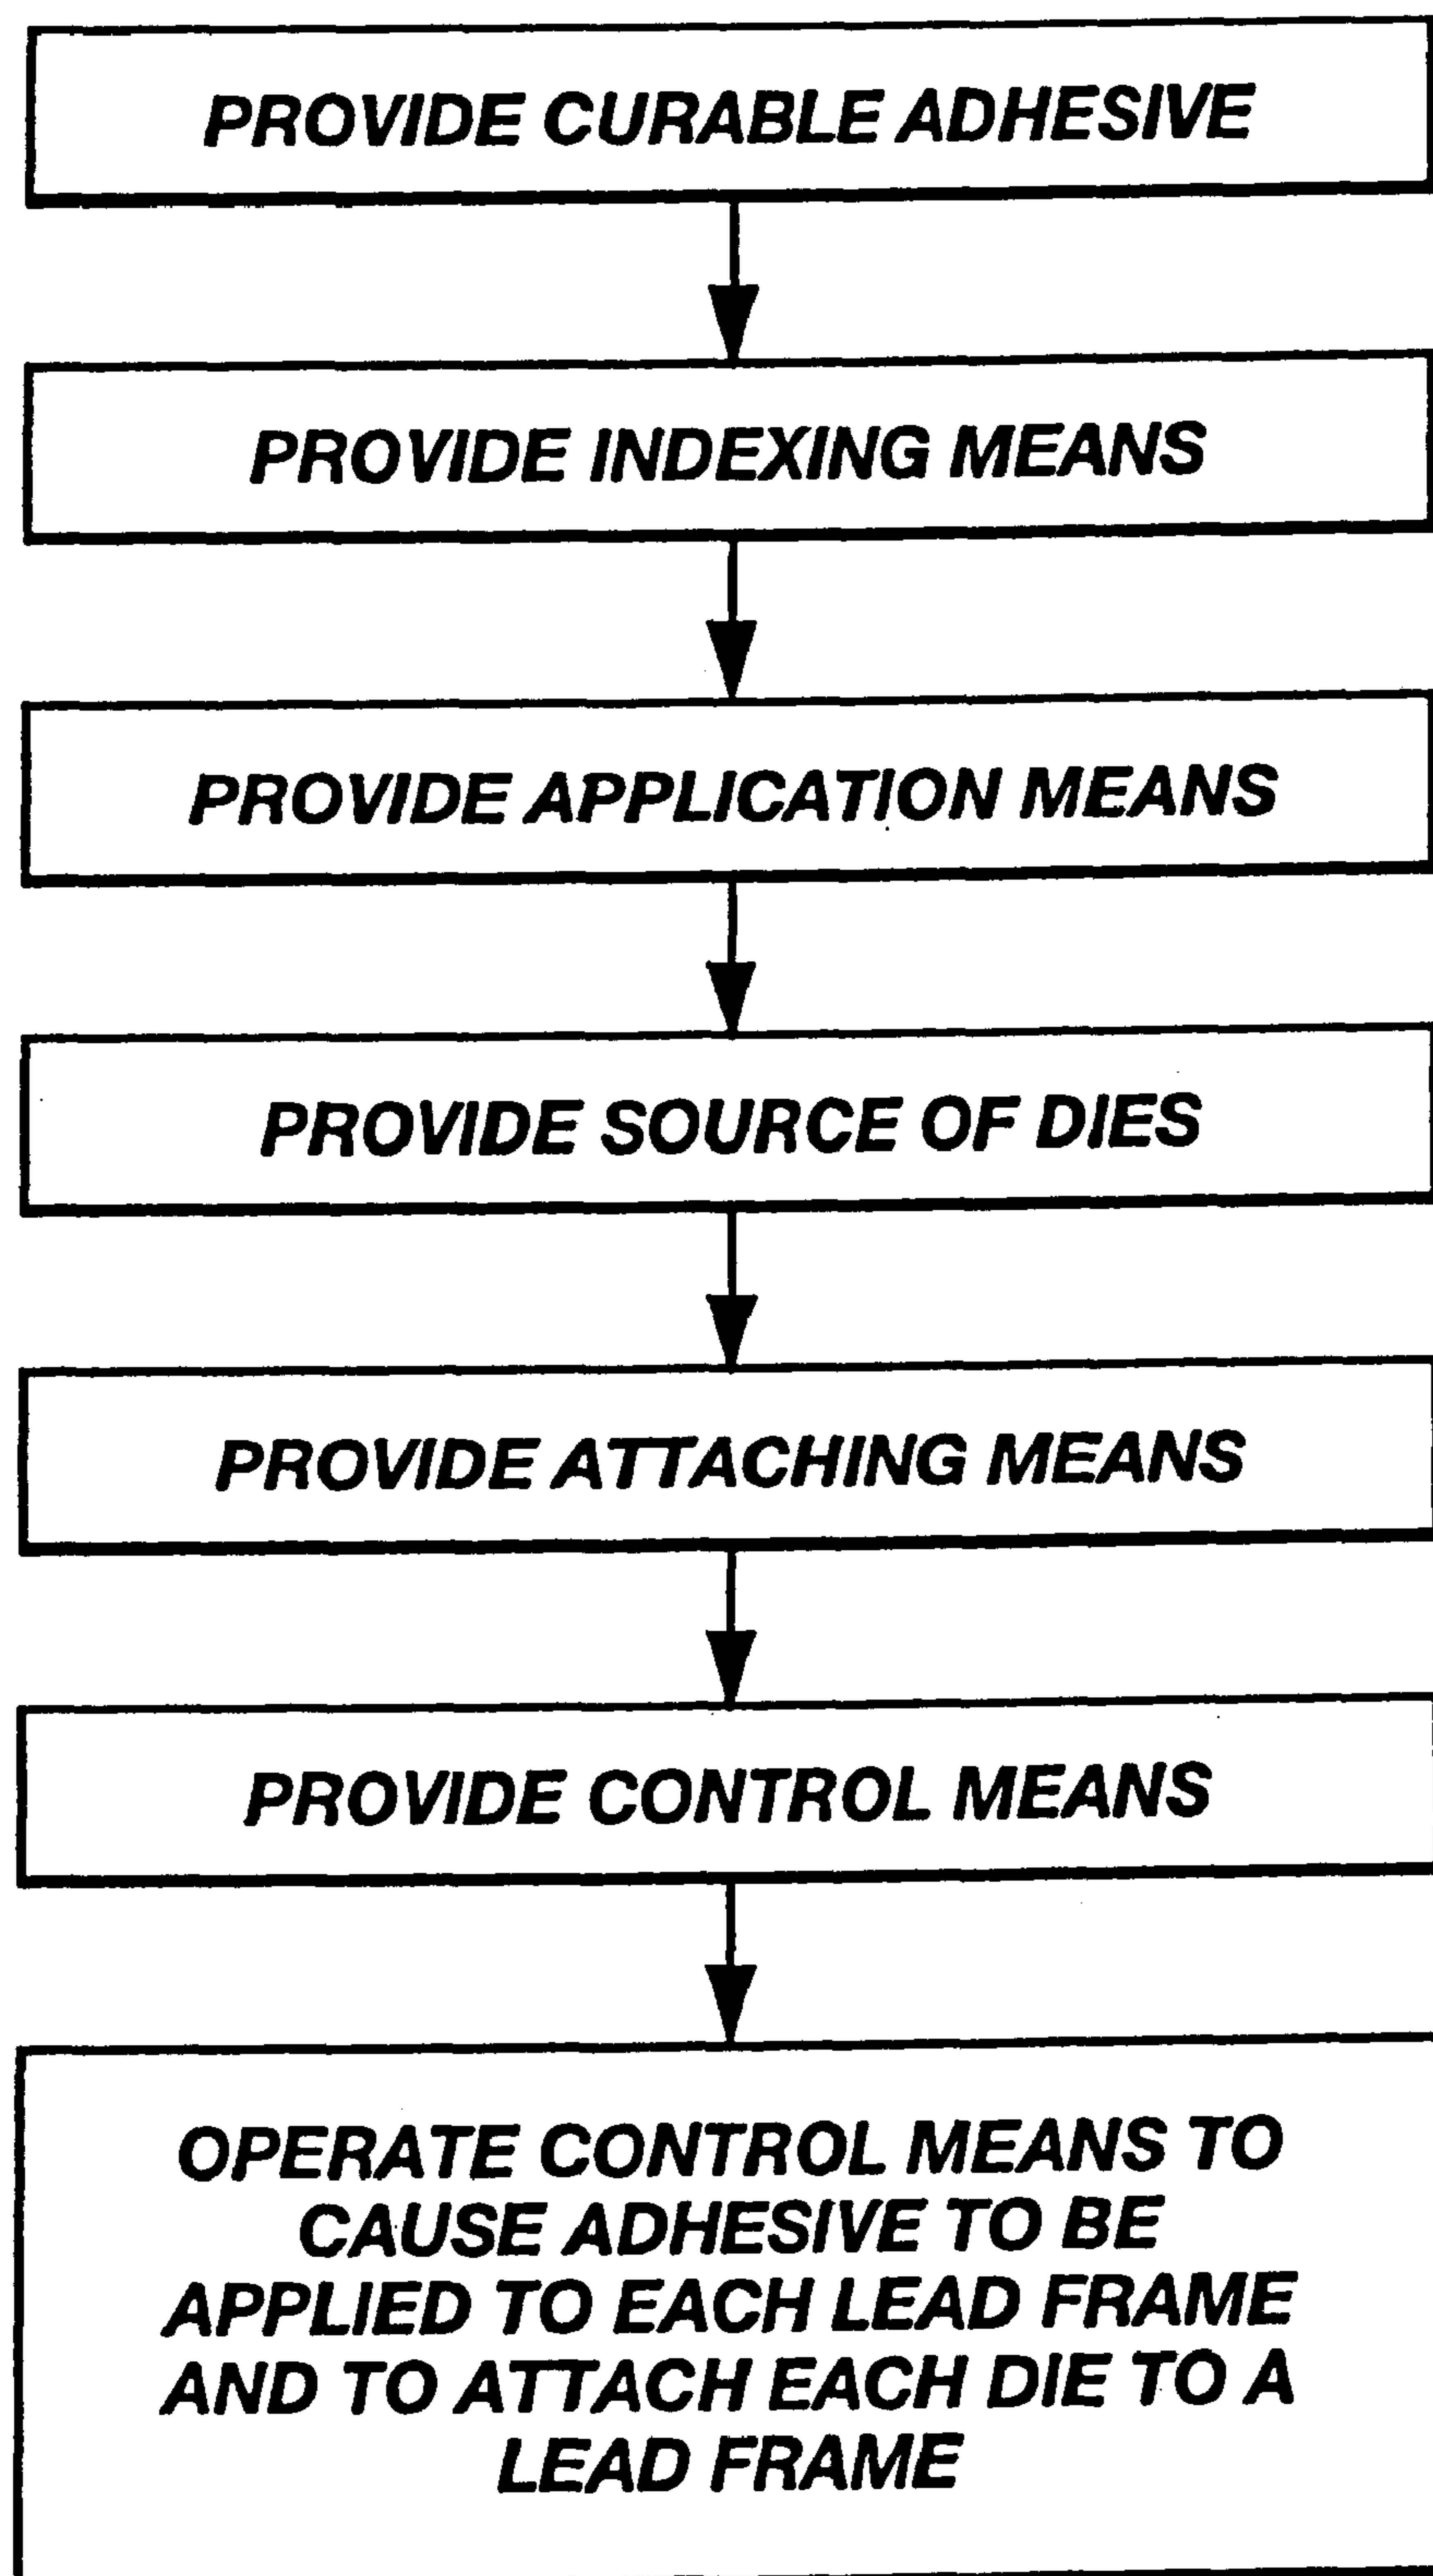 PROVIDE CURABLE ADHESIVE
PROVIDE INDEXING MEANS
PROVIDE APPLICATION MEANS
PROVIDE SOURCE OF DIES
PROVIDE ATTACHING MEANS
PROVIDE CONTROL MEANS
OPERATE CONTROL MEANS TO
CAUSE ADHESIVE TO BE
APPLIED TO EACH LEAD FRAME
AND TO ATTACH EACH DIE TO A
LEAD FRAME